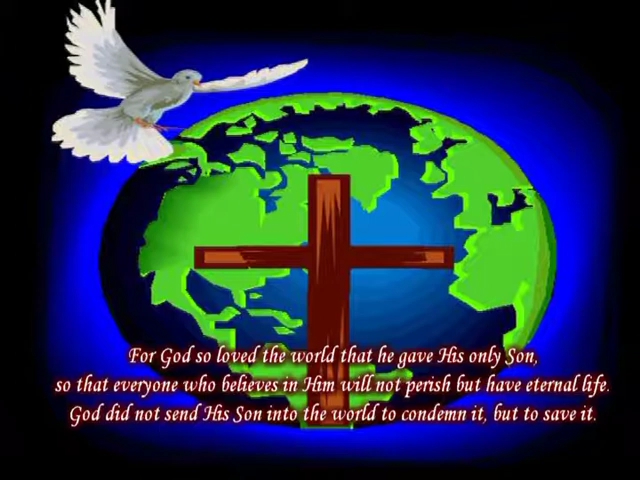 For God so loved the world that he gave His only Son,
so that everyone who believes in Him will not perish but have eternal life.
God did not send His Son into the world to condemn it, but to save it.